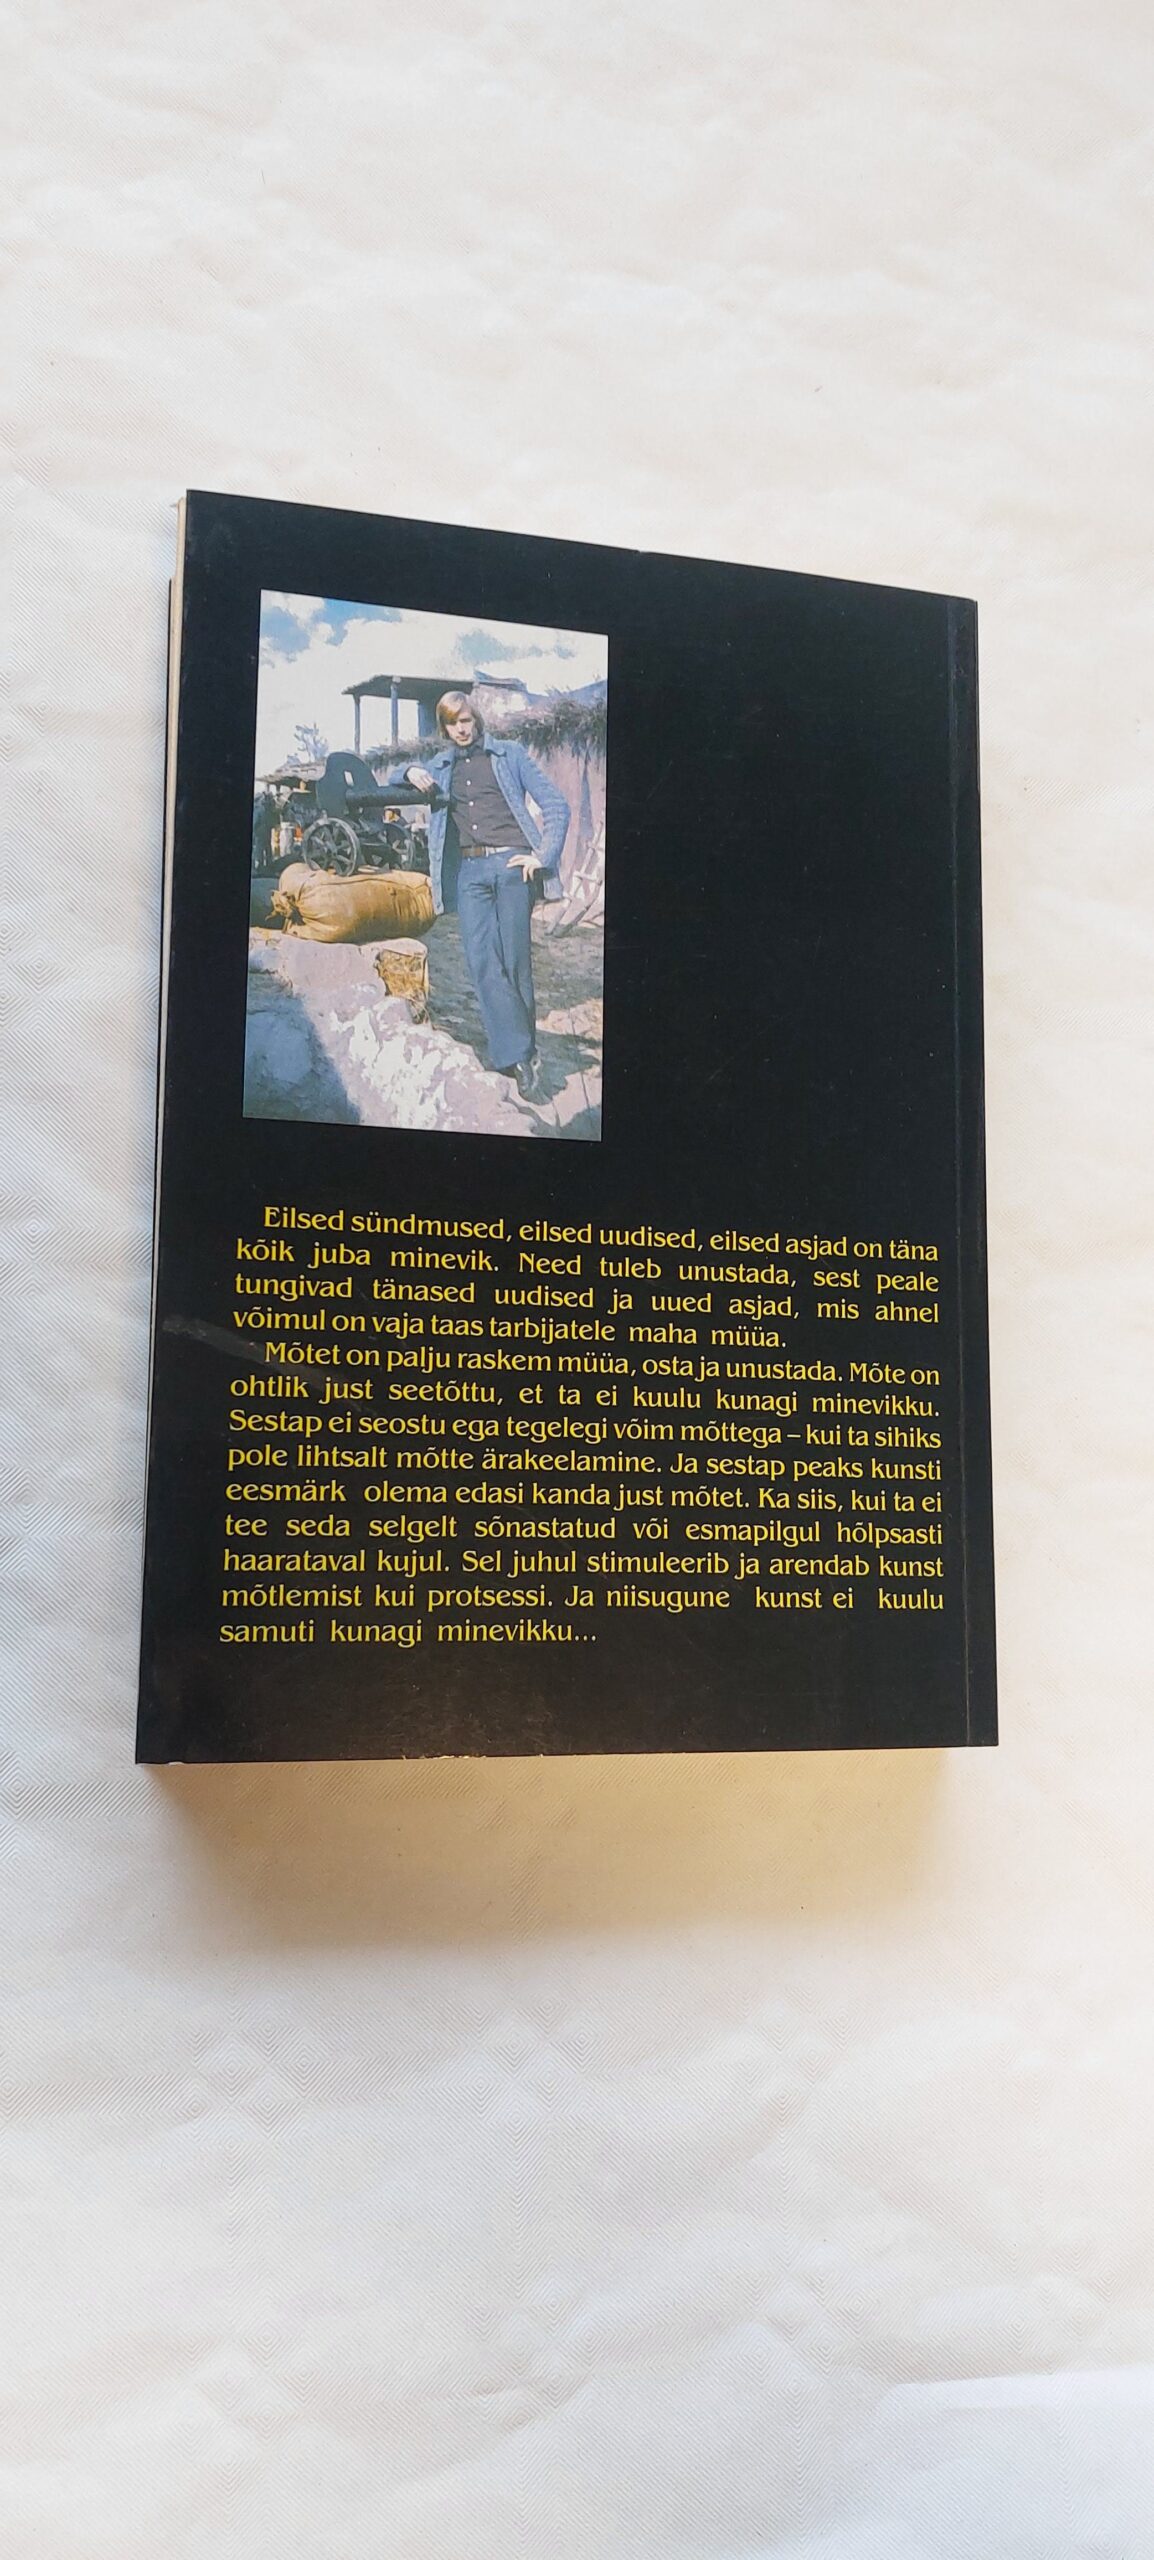 Eilsed sündmused, eilsed uudised, eilsed asjad on täna
kõik juba minevik. Need tuleb unustada, sest peale
tungivad tänased uudised ja uued asjad, mis ahnel
võimul on vaja taas tarbijatele maha müüa.
Mõtet on palju raskem müüa, osta ja unustada. Mõte on
ohtlik just seetõttu, et ta ei kuulu kunagi minevikku.
Sestap ei seostu ega tegelegi võim mõttega – kui ta sihiks
pole lihtsalt mõtte ärakeelamine. Ja sestap peaks kunsti
eesmärk olema edasi kanda just mõtet. Ka siis, kui ta ei
tee seda selgelt sõnastatud või esmapilgul hõlpsasti
haarataval kujul. Sel juhul stimuleerib ja arendab kunst
mõtlemist kui protsessi. Ja niisugune kunst ei kuulu
samuti kunagi minevikku...